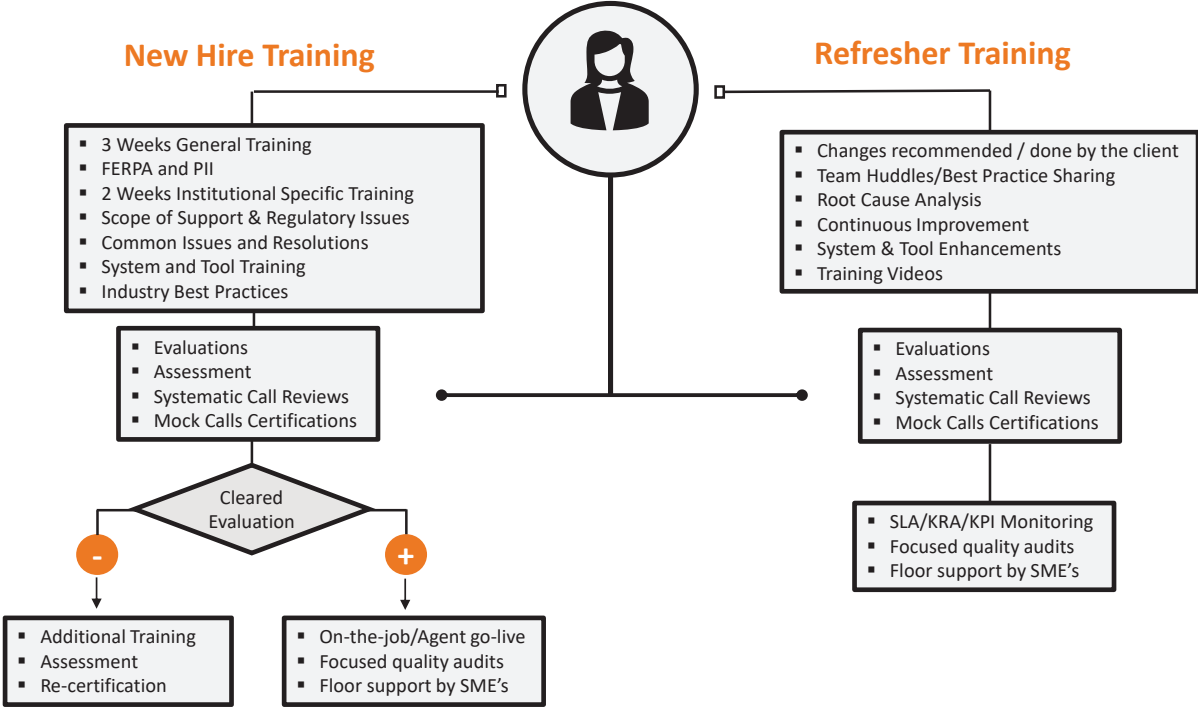 New Hire Training
▪ 3 Weeks General Training
▪ FERPA and PII
▪ 2 Weeks Institutional Specific Training
▪ Scope of Support & Regulatory Issues
▪ Common Issues and Resolutions
▪ System and Tool Training
▪ Industry Best Practices
▪ Evaluations
▪ Assessment
▪ Systematic Call Reviews
▪ Mock Calls Certifications
Cleared
Evaluation
-
+
▪ Additional Training
▪ Assessment
▪ Re-certification
▪ On-the-job/Agent go-live
▪ Focused quality audits
▪ Floor support by SME's
Refresher Training
▪ Changes recommended / done by the client
▪ Team Huddles/Best Practice Sharing
▪ Root Cause Analysis
▪ Continuous Improvement
▪ System & Tool Enhancements
▪ Training Videos
▪ Evaluations
▪ Assessment
▪ Systematic Call Reviews
▪ Mock Calls Certifications
▪ SLA/KRA/KPI Monitoring
▪ Focused quality audits
▪ Floor support by SME's